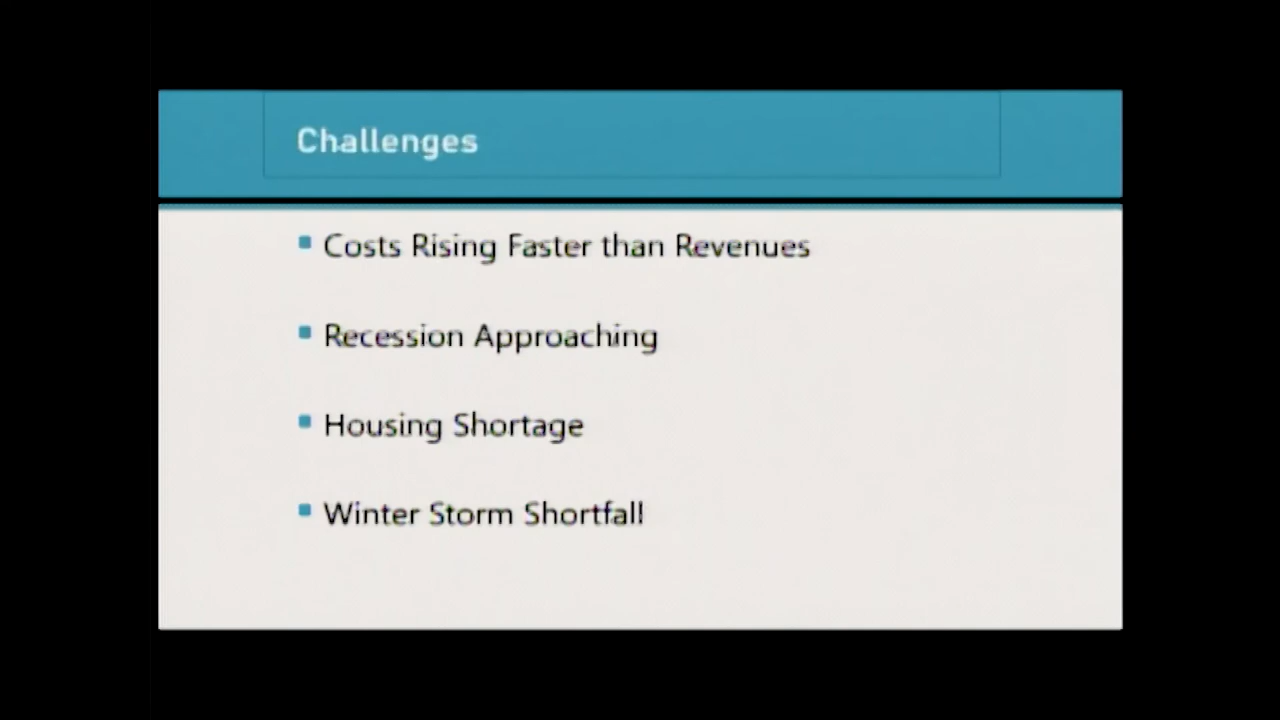 Challenges
Costs Rising Faster than Revenues
Recession Approaching
Housing Shortage
Winter Storm Shortfall